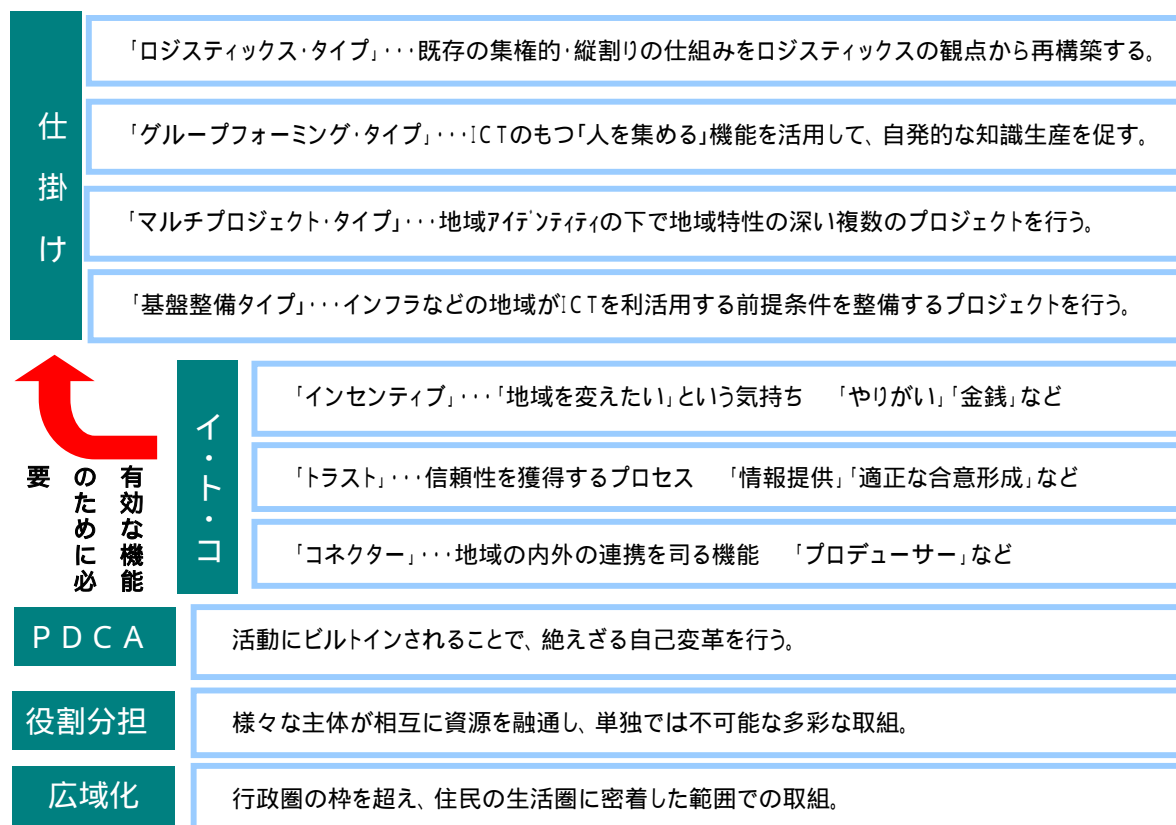 仕掛け
「ロジスティックス・タイプ」・・・既存の集権的・縦割りの仕組みをロジスティックスの観点から再構築する。
「グループフォーミング・タイプ」・・・ICTのもつ「人を集める」機能を活用して、自発的な知識生産を促す。
「マルチプロジェクト・タイプ」・・・地域ｱｲﾃﾞﾝﾃｨﾃｨの下で地域特性の深い複数のプロジェクトを行う。
「基盤整備タイプ」・・・インフラなどの地域がICTを利活用する前提条件を整備するプロジェクトを行う。
有効な機能
のために必
要
イ・ト・コ
「インセンティブ」・・・「地域を変えたい」という気持ち　「やりがい」「金銭」など
「トラスト」・・・信頼性を獲得するプロセス　「情報提供」「適正な合意形成」など
「コネクター」・・・地域の内外の連携を司る機能　「プロデューサー」など
ＰＤＣＡ
活動にビルトインされることで、絶えざる自己変革を行う。
役割分担
様々な主体が相互に資源を融通し、単独では不可能な多彩な取組。
広域化
行政圏の枠を超え、住民の生活圏に密着した範囲での取組。